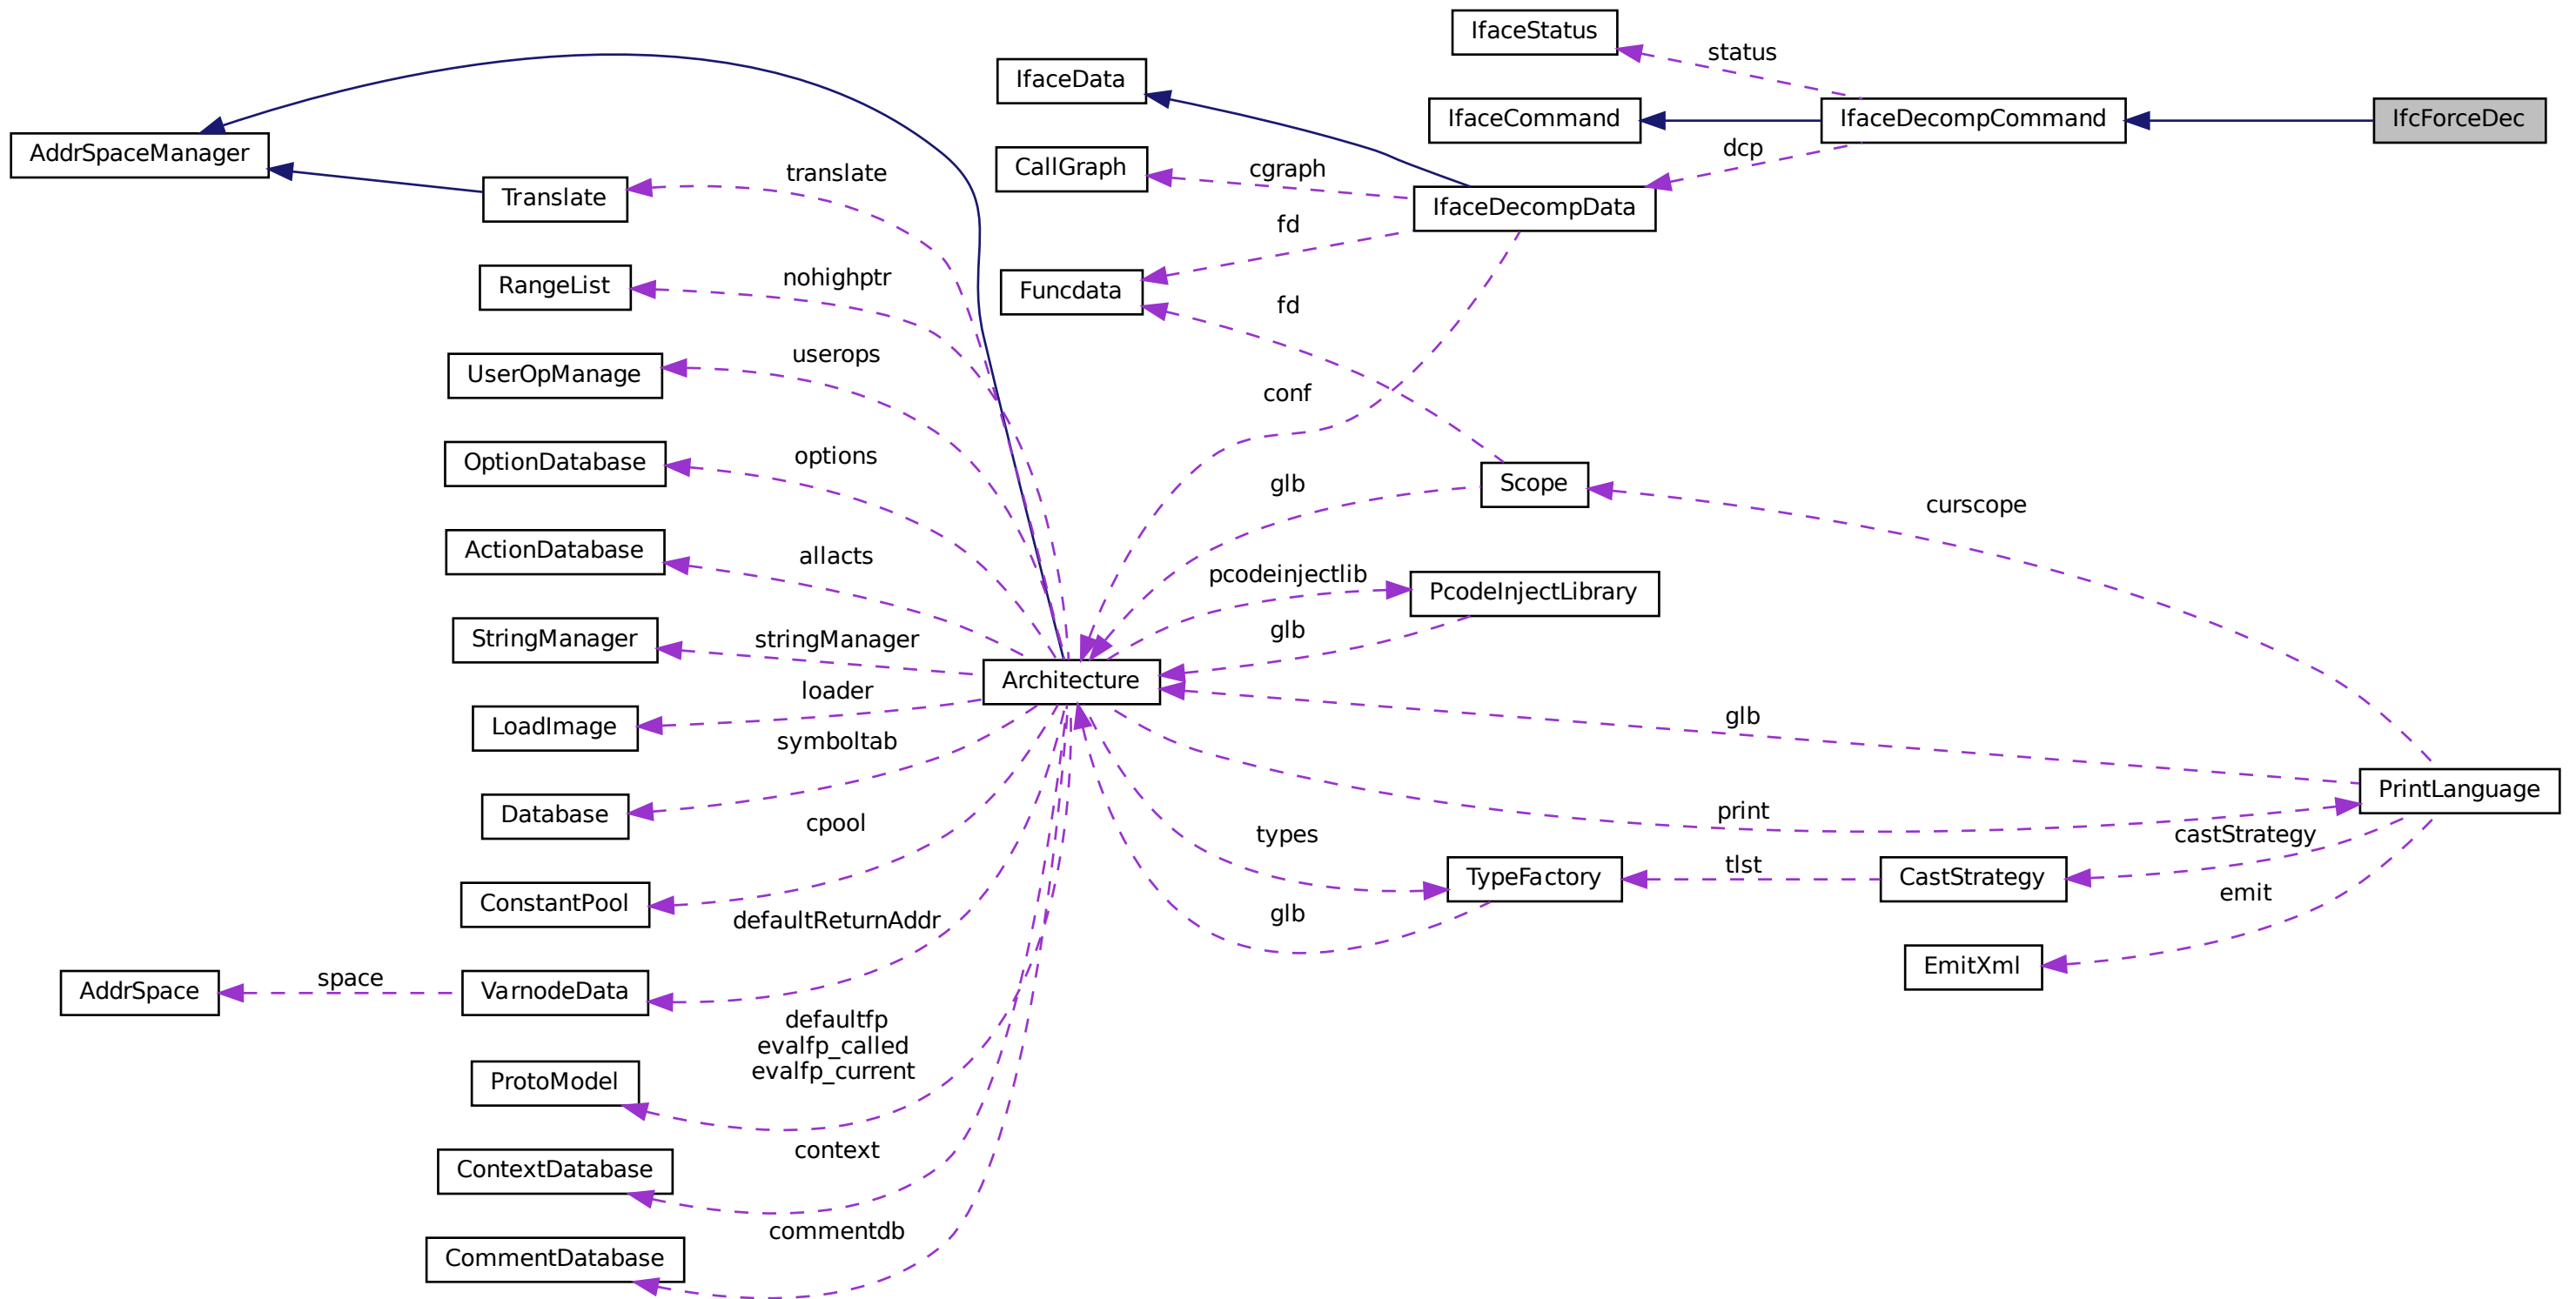 IfaceStatus
status
IfaceData
IfaceCommand
IfaceDecompCommand
IfcForceDec
AddrSpaceManager
translate
CallGraph
cgraph
dcp
Translate
IfaceDecompData
fd
RangeList
nohighptr
Funcdata
fd
UserOpManage
userops
conf
OptionDatabase
options
glb
Scope
curscope
ActionDatabase
allacts
pcodeinjectlib
PcodeInjectLibrary
StringManager
stringManager
glb
Architecture
LoadImage
loader
glb
symboltab
PrintLanguage
Database
cpool
print
types
castStrategy
TypeFactory
tlst
CastStrategy
ConstantPool
defaultReturnAddr
glb
emit
EmitXml
AddrSpace
space
VarnodeData
defaultfp
evalfp_called
evalfp_current
ProtoModel
context
ContextDatabase
commentdb
CommentDatabase